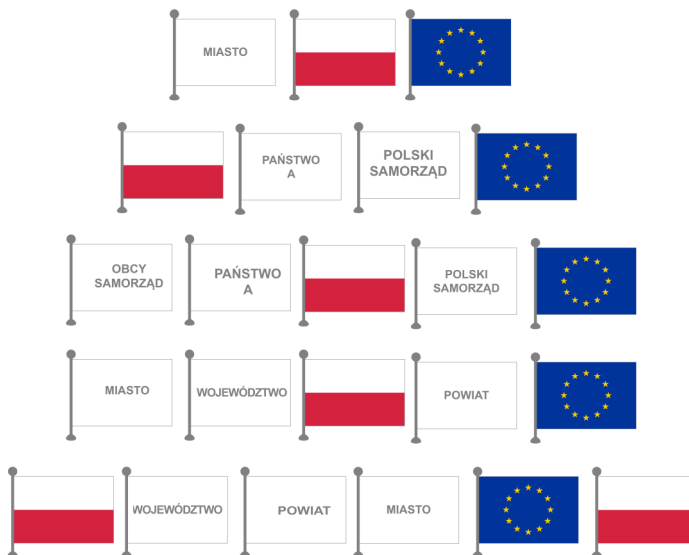 MIASTO
PAŃSTWO
A
POLSKI
SAMORZĄD
OBCY
SAMORZĄD
PAŃSTWO
A
POLSKI
SAMORZĄD
MIASTO
WOJEWÓDZTWO
POWIAT
WOJEWÓDZTWO
POWIAT
MIASTO